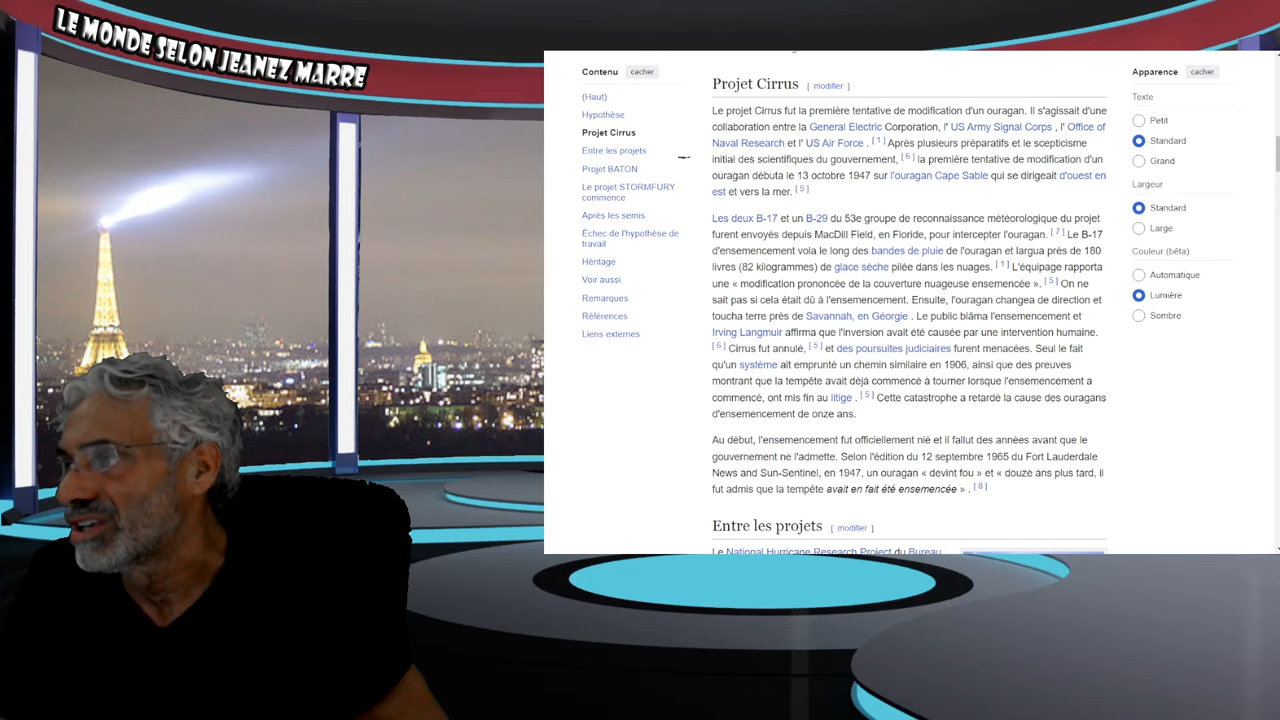 LE MONDE SELON JEANEZ MARRE
Contenu cacher
(Haut)
Hypothèse
Projet Cirrus
Entre les projets
Projet BATON
Le projet STORMFURY
commence
Après les semis
Échec de l'hypothèse de
travail
Héritage
Voir aussi
Remarques
Références
Liens externes
Projet Cirrus [ modifier ]
Le projet Cirrus fut la première tentative de modification d'un ouragan. Il s'agissait d'une
collaboration entre la General Electric Corporation, l' US Army Signal Corps , l' Office of
Naval Research et l' US Air Force . [ 1 ] Après plusieurs préparatifs et le scepticisme
initial des scientifiques du gouvernement, [ 6 ] la première tentative de modification d'un
ouragan débuta le 13 octobre 1947 sur l'ouragan Cape Sable qui se dirigeait d'ouest en
est et vers la mer. [ 5 ]
Les deux B-17 et un B-29 du 53e groupe de reconnaissance météorologique du projet
furent envoyés depuis MacDill Field, en Floride, pour intercepter l'ouragan. [ 7 ] Le B-17
d'ensemencement vola le long des bandes de pluie de l'ouragan et largua près de 180
livres (82 kilogrammes) de glace sèche pilée dans les nuages. [ 1 ] L'équipage rapporta
une « modification prononcée de la couverture nuageuse ensemencée ». [ 5 ] On ne
sait pas si cela était dû à l'ensemencement. Ensuite, l'ouragan changea de direction et
toucha terre près de Savannah, en Géorgie . Le public blâma l'ensemencement et
Irving Langmuir affirma que l'inversion avait été causée par une intervention humaine.
[ 6 ] Cirrus fut annulé, [ 5 ] et des poursuites judiciaires furent menacées. Seul le fait
qu'un système ait emprunté un chemin similaire en 1906, ainsi que des preuves
montrant que la tempête avait déjà commencé à tourner lorsque l'ensemencement a
commencé, ont mis fin au litige . [ 5 ] Cette catastrophe a retardé la cause des ouragans
d'ensemencement de onze ans.
Au début, l'ensemencement fut officiellement nié et il fallut des années avant que le
gouvernement ne l'admette. Selon l'édition du 12 septembre 1965 du Fort Lauderdale
News and Sun-Sentinel, en 1947, un ouragan « devint fou » et « douze ans plus tard, il
fut admis que la tempête avait en fait été ensemencée » . [ 8 ]
Entre les projets [ modifier ]
Le National Hurricane Research Project du Bureau
Apparence cacher
Texte
Petit
Standard
Grand
Largeur
Standard
Large
Couleur (bêta)
Automatique
Lumière
Sombre